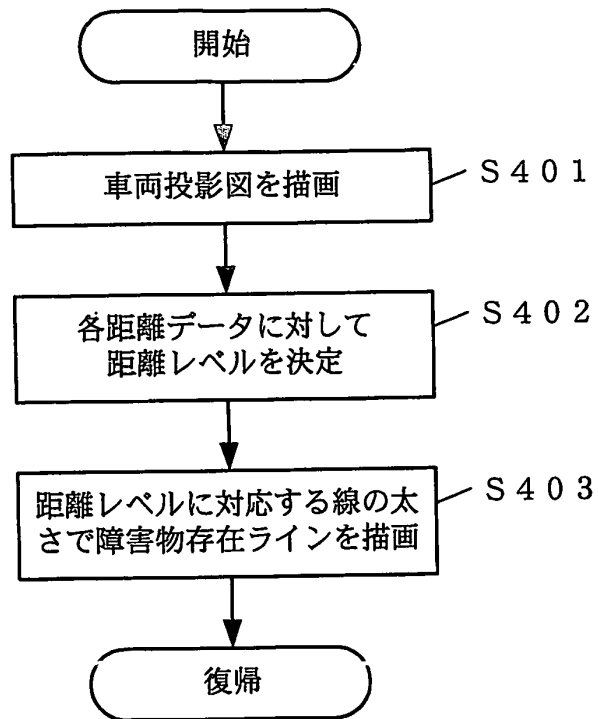 開始
車両投影図を描画
S401
各距離データに対して
距離レベルを決定
S402
距離レベルに対応する線の太
さで障害物存在ラインを描画
S403
復帰